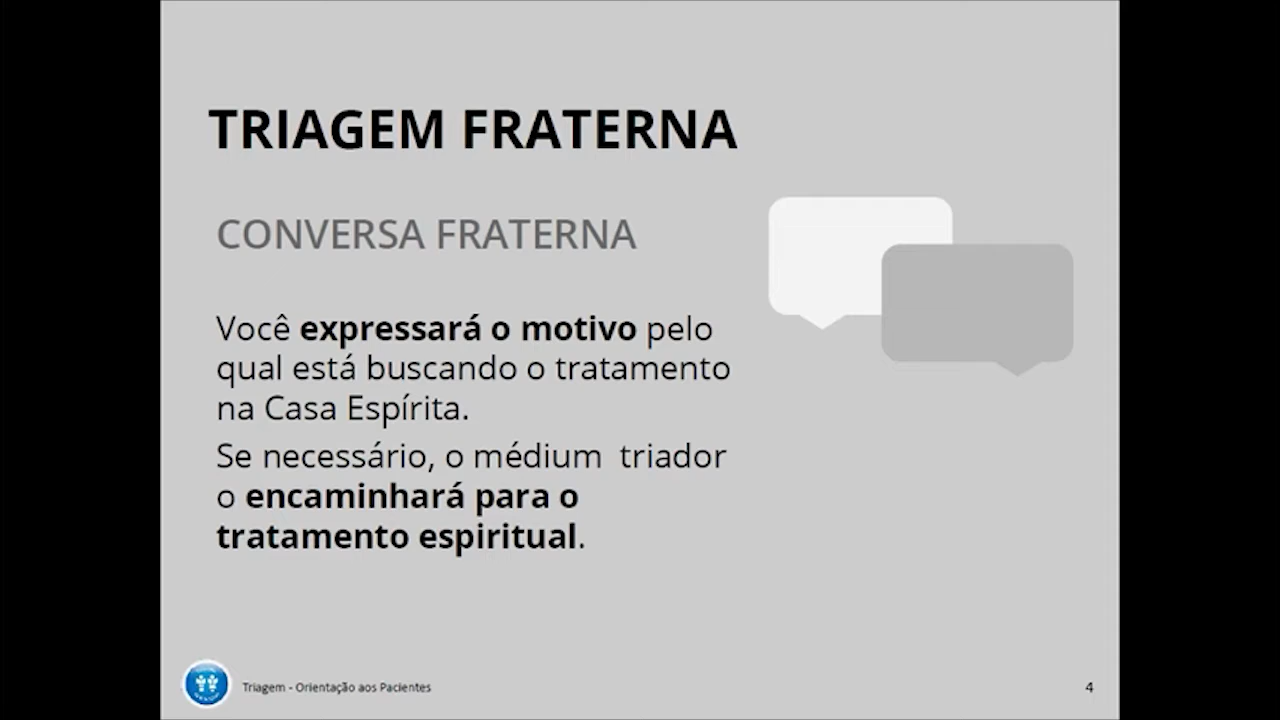 TRIAGEM FRATERNA
CONVERSA FRATERNA
Você expressará o motivo pelo
qual está buscando o tratamento
na Casa Espírita.
Se necessário, o médium triador
o encaminhará para o
tratamento espiritual.
Triagem - Orientação aos Pacientes
4